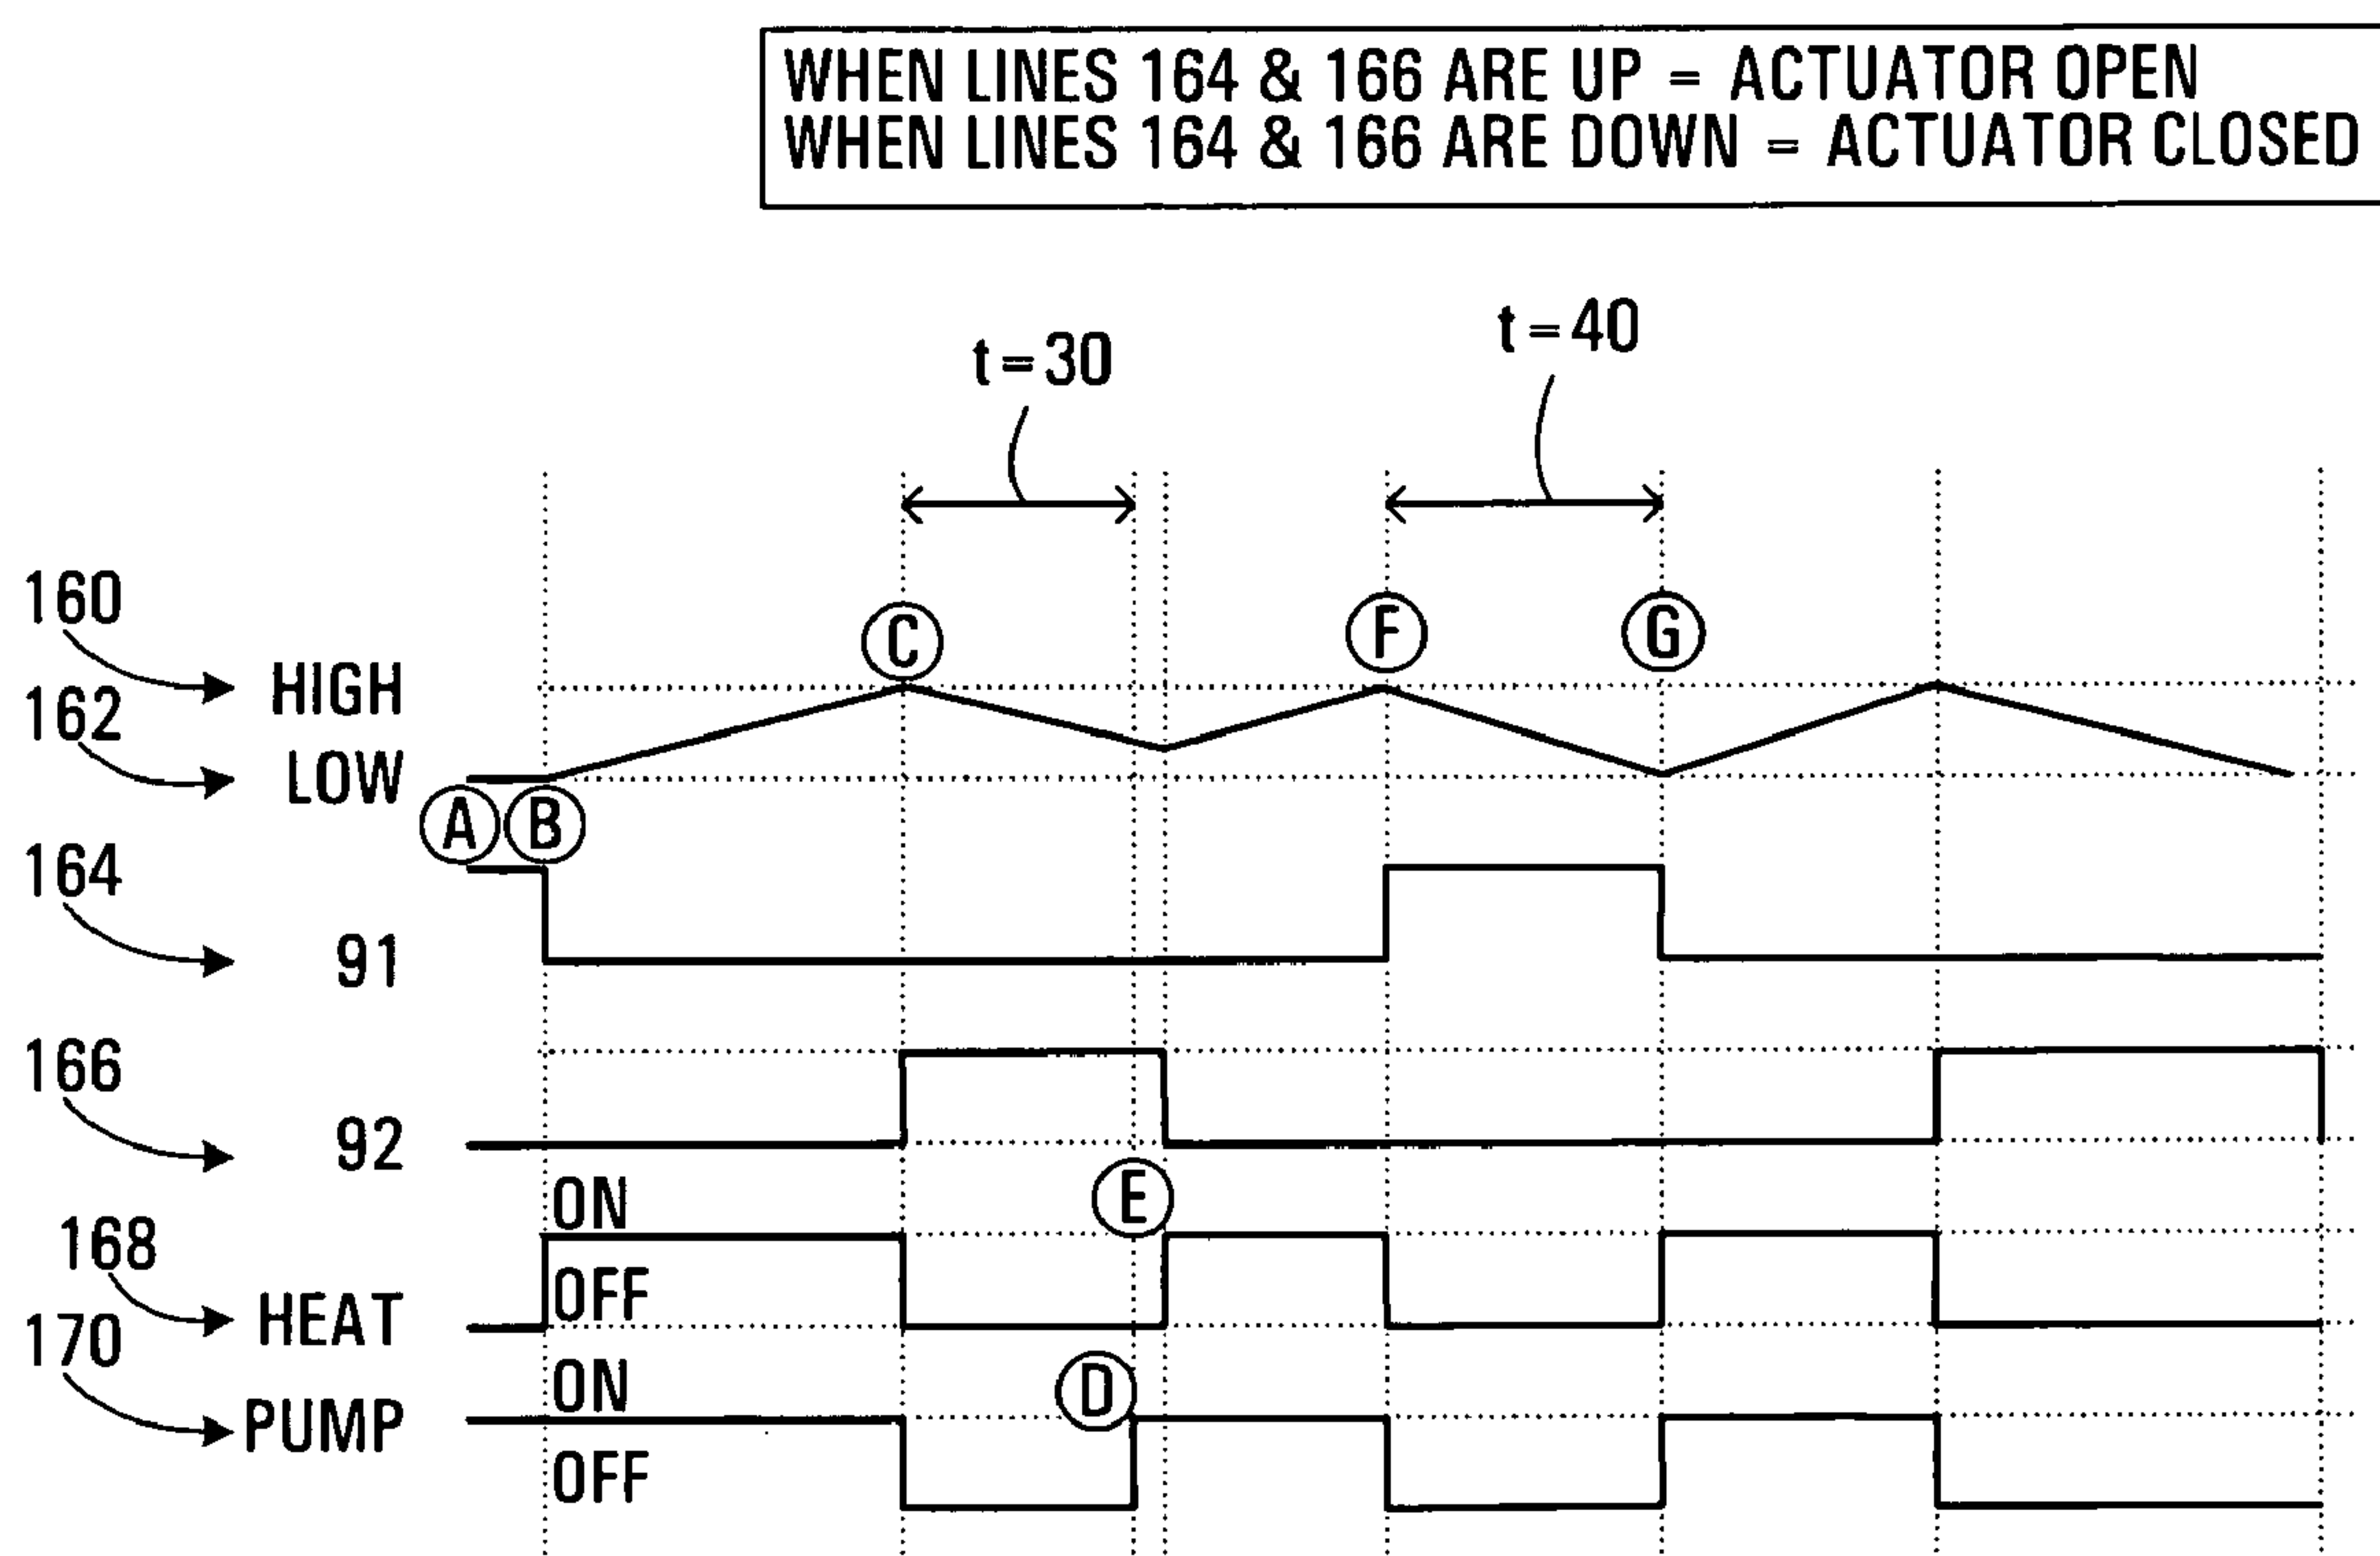 WHEN LINES 164 & 166 ARE UP = ACTUATOR OPEN
WHEN LINES 164 & 166 ARE DOWN = ACTUATOR CLOSED
t=30
t=40
160
C
F
G
HIGH
162
LOW
A
B
164
91
166
92
E
ON
168
OFF
HEAT
170
ON
D
PUMP
OFF